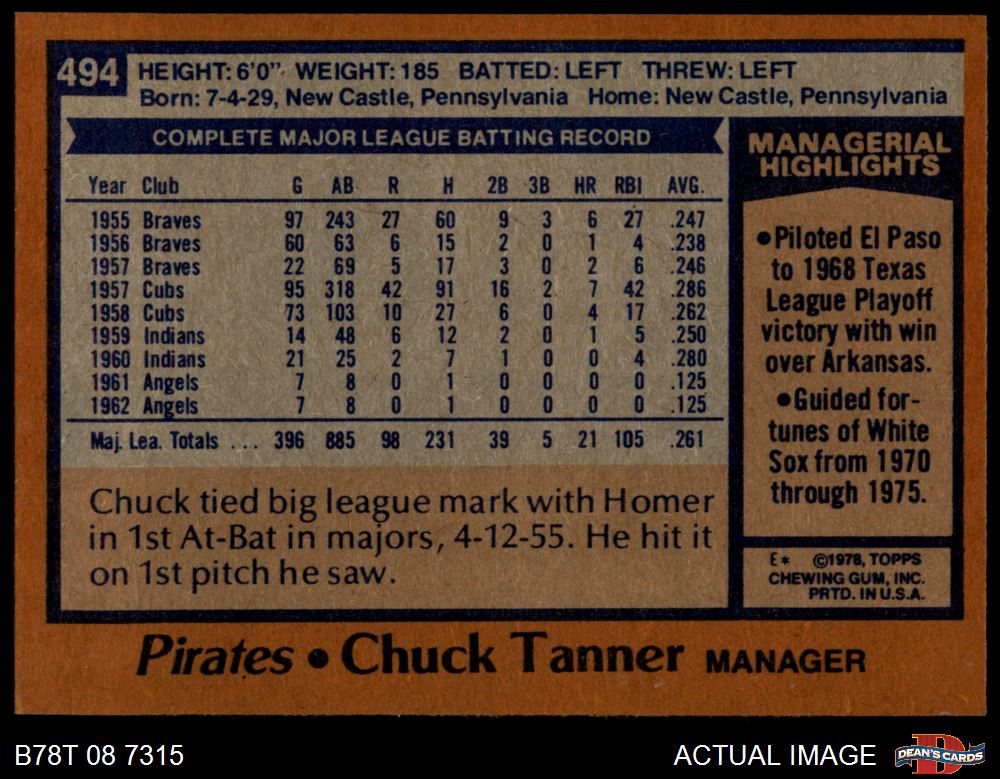 494
HEIGHT: 6'0" WEIGHT: 185 BATTED: LEFT THREW: LEFT
Born: 7-4-29, New Castle, Pennsylvania Home: New Castle, Pennsylvania
COMPLETE MAJOR LEAGUE BATTING RECORD
Year Club G AB R H 2B 3B HR RBI AVG.
1955 Braves 97 243 27 60 9 3 6 27 .247
1956 Braves 60 63 6 15 2 0 1 4 .238
1957 Braves 22 69 5 17 3 0 2 6 .246
1957 Cubs 95 318 42 91 16 2 7 42 .286
1958 Cubs 73 103 10 27 6 0 4 17 .262
1959 Indians 14 48 6 12 2 0 1 5 .250
1960 Indians 21 25 2 7 1 0 0 4 .280
1961 Angels 7 8 0 1 0 0 0 0 .125
1962 Angels 7 8 0 1 0 0 0 0 .125
Maj. Lea. Totals ... 396 885 98 231 39 5 21 105 .261
Chuck tied big league mark with Homer
in 1st At-Bat in majors, 4-12-55. He hit it
on 1st pitch he saw.
MANAGERIAL
HIGHLIGHTS
●Piloted El Paso
to 1968 Texas
League Playoff
victory with win
over Arkansas.
●Guided for-
tunes of White
Sox from 1970
through 1975.
E* ©1978, TOPPS
CHEWING GUM, INC.
PRTD. IN U.S.A.
Pirates • Chuck Tanner MANAGER
B78T 08 7315
ACTUAL IMAGE
DEAN'S CARDS